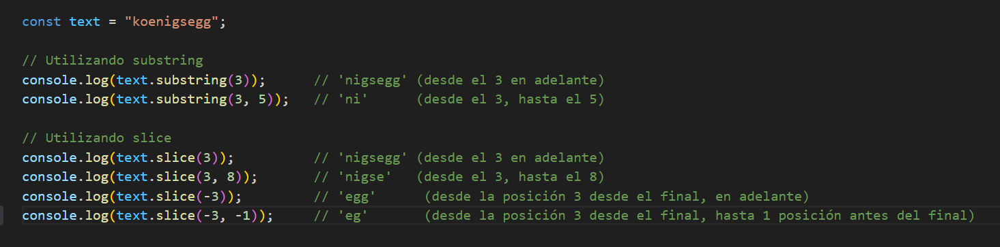 const text = "koenigsegg";
// Utilizando substring
console.log(text.substring(3));      // 'nigsegg' (desde el 3 en adelante)
console.log(text.substring(3, 5));   // 'ni'      (desde el 3, hasta el 5)
// Utilizando slice
console.log(text.slice(3));          // 'nigsegg' (desde el 3 en adelante)
console.log(text.slice(3, 8));       // 'nigse'   (desde el 3, hasta el 8)
console.log(text.slice(-3));         // 'egg'      (desde la posición 3 desde el final, en adelante)
console.log(text.slice(-3, -1));     // 'eg'       (desde la posición 3 desde el final, hasta 1 posición antes del final)